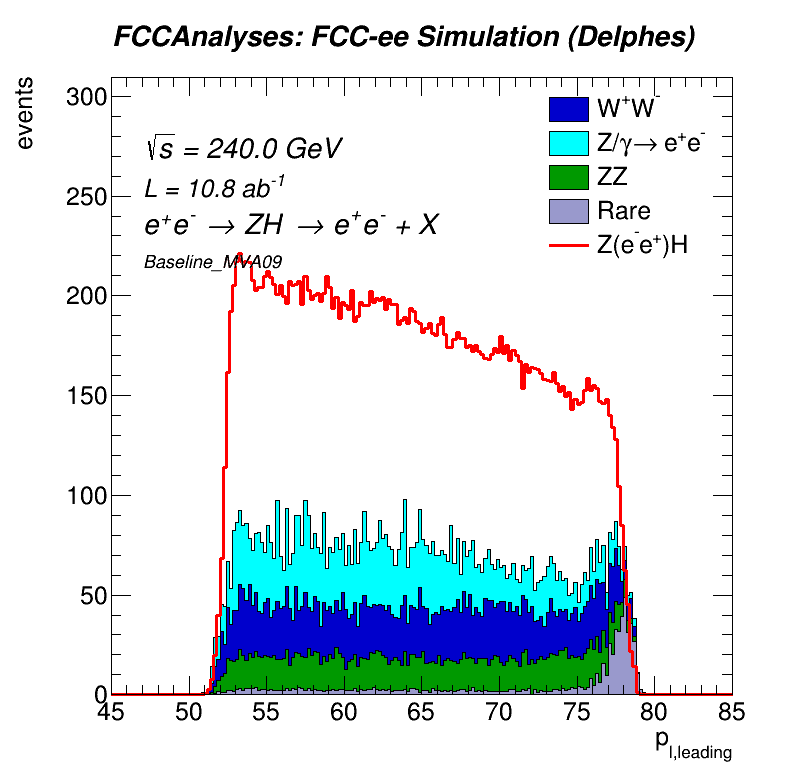 FCCAnalyses: FCC-ee Simulation (Delphes)
events
300
250
200
150
100
50
0
√s = 240.0 GeV
L = 10.8 ab⁻¹
e⁺e⁻ → ZH → e⁺e⁻ + X
Baseline_MVA09
W⁺W⁻
Z/γ→ e⁺e⁻
ZZ
Rare
Z(e⁻e⁺)H
45 50 55 60 65 70 75 80 85
p_l,leading